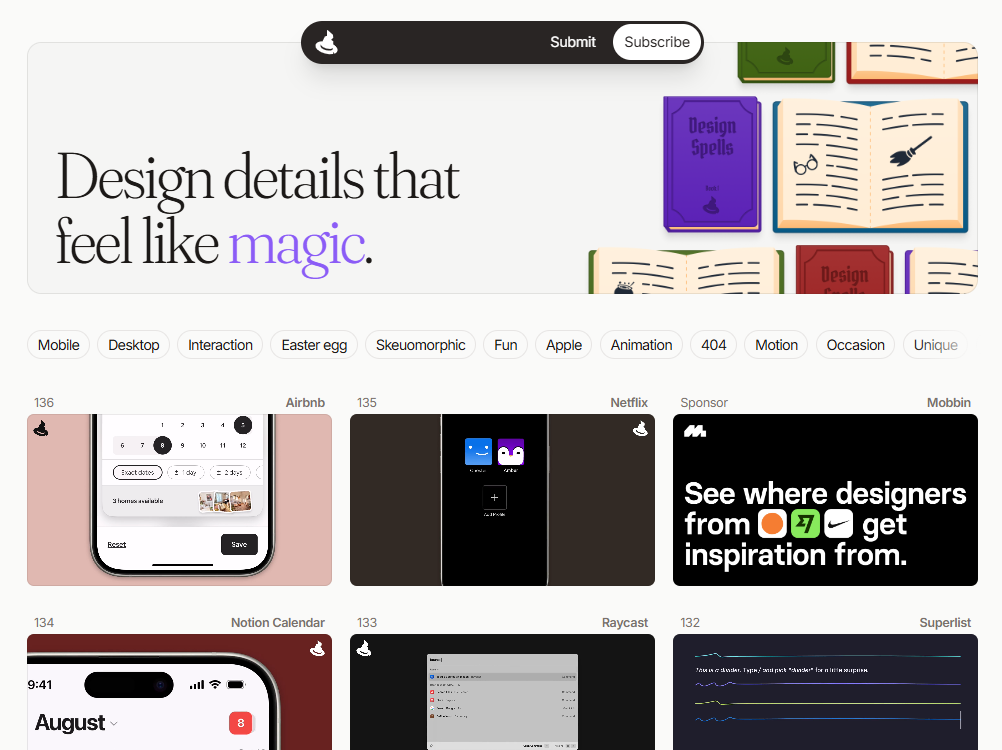 Submit
Subscribe
Design details that
feel like magic.
Design
Spells
Design
Mobile
Desktop
Interaction
Easter egg
Skeuomorphic
Fun
Apple
Animation
404
Motion
Occasion
Unique
136
Airbnb
135
Netflix
Sponsor
Mobbin
1 2 3 4 5
6 7 8 9 10 11 12
Exact dates
± 1 day
± 2 days
3 homes available
Reset
Save
Add Profile
See where designers
from get
inspiration from.
134
Notion Calendar
133
Raycast
132
Superlist
9:41
August
8
This is a divider. Type / and pick "divider" for a little surprise.